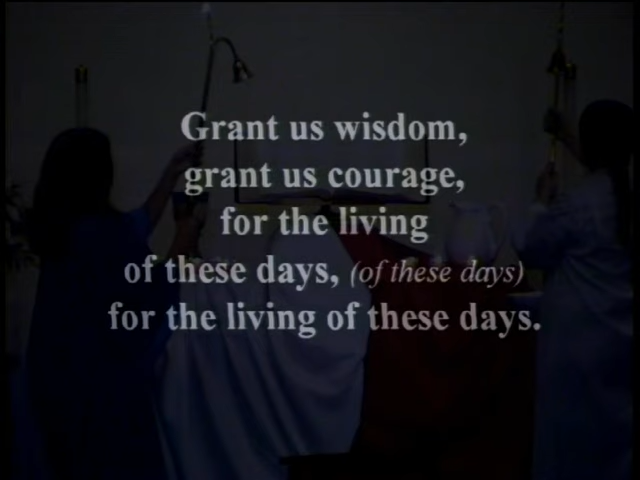 Grant us wisdom,
grant us courage,
for the living
of these days, (of these days)
for the living of these days.